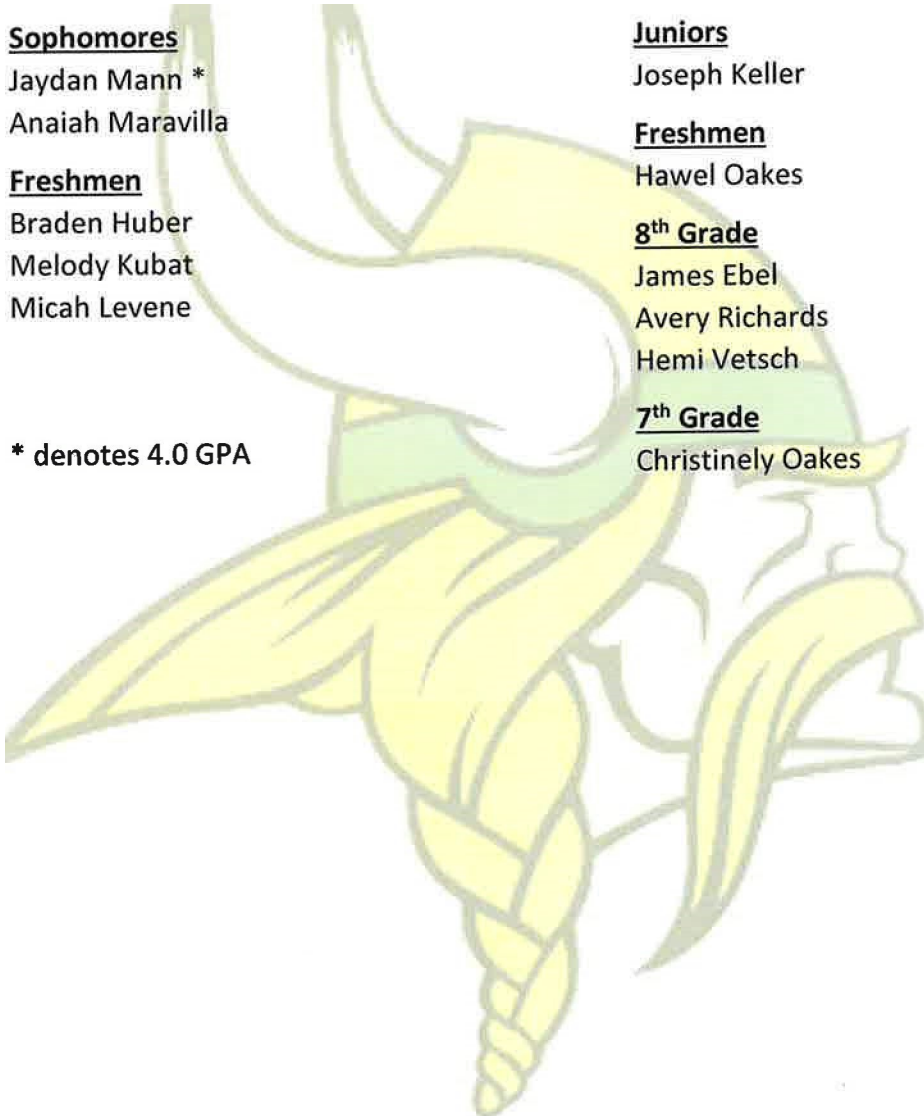 Sophomores
Jaydan Mann *
Anaiah Maravilla
Freshmen
Braden Huber
Melody Kubat
Micah Levene
* denotes 4.0 GPA
Juniors
Joseph Keller
Freshmen
Hawel Oakes
8th Grade
James Ebel
Avery Richards
Hemi Vetsch
7th Grade
Christinely Oakes